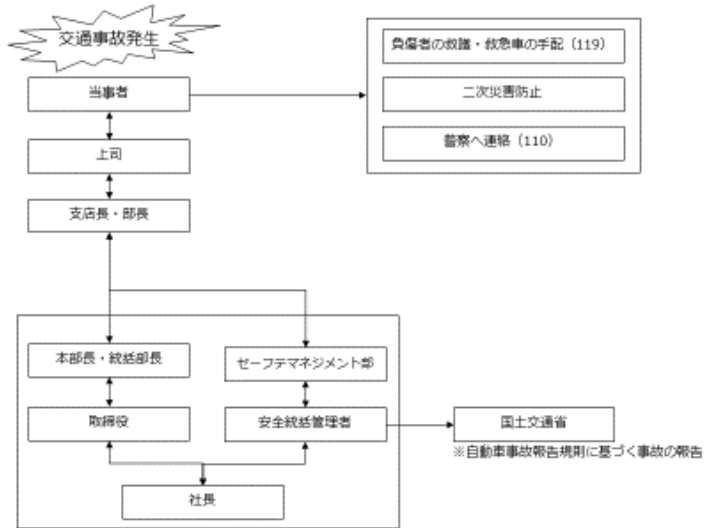 交通事故発生
当事者
上司
支店長・部長
負傷者の救護・救急車の手配（119）
二次災害防止
警察へ連絡（110）
本部長・統括部長
セーフテマネジメント部
取締役
安全統括管理者
国土交通省
※自動車事故報告規則に基づく事故の報告
社長